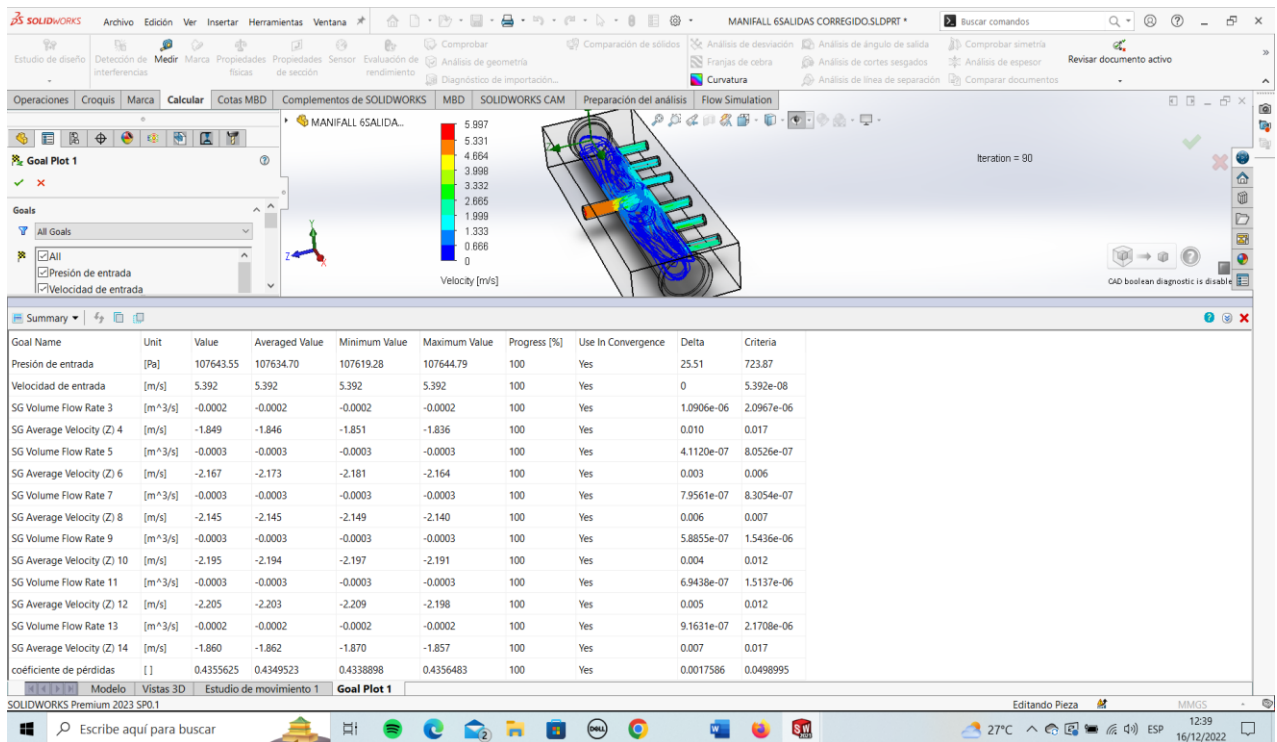 SOLIDWORKS Archivo Edición Ver Insertar Herramientas Ventana MANIFALL 6SALIDAS CORREGIDO.SLDPRT * Buscar comandos
Estudio de diseño Detección de interferencias Medir Marca Propiedades físicas Propiedades de sección Sensor Evaluación de rendimiento Comprobar Comparación de sólidos Análisis de desviación Análisis de ángulo de salida Comprobar simetría Revisar documento activo
Análisis de geometría Franjas de cebra Análisis de cortes sesgados Análisis de espesor
Diagnóstico de importación... Curvatura Análisis de línea de separación Comparar documentos
Operaciones Croquis Marca Calcular Cotas MBD Complementos de SOLIDWORKS MBD SOLIDWORKS CAM Preparación del análisis Flow Simulation
MANIFALL 6SALIDA...
Goal Plot 1
Goals
All Goals
All
Presión de entrada
Velocidad de entrada
5.997
5.331
4.664
3.998
3.332
2.665
1.999
1.333
0.666
0
Velocity [m/s]
Y
Z
X
Iteration = 90
CAD boolean diagnostic is disable
Summary
Goal Name Unit Value Averaged Value Minimum Value Maximum Value Progress [%] Use In Convergence Delta Criteria
Presión de entrada [Pa] 107643.55 107634.70 107619.28 107644.79 100 Yes 25.51 723.87
Velocidad de entrada [m/s] 5.392 5.392 5.392 5.392 100 Yes 0 5.392e-08
SG Volume Flow Rate 3 [m^3/s] -0.0002 -0.0002 -0.0002 -0.0002 100 Yes 1.0906e-06 2.0967e-06
SG Average Velocity (Z) 4 [m/s] -1.849 -1.846 -1.851 -1.836 100 Yes 0.010 0.017
SG Volume Flow Rate 5 [m^3/s] -0.0003 -0.0003 -0.0003 -0.0003 100 Yes 4.1120e-07 8.0526e-07
SG Average Velocity (Z) 6 [m/s] -2.167 -2.173 -2.181 -2.164 100 Yes 0.003 0.006
SG Volume Flow Rate 7 [m^3/s] -0.0003 -0.0003 -0.0003 -0.0003 100 Yes 7.9561e-07 8.3054e-07
SG Average Velocity (Z) 8 [m/s] -2.145 -2.145 -2.149 -2.140 100 Yes 0.006 0.007
SG Volume Flow Rate 9 [m^3/s] -0.0003 -0.0003 -0.0003 -0.0003 100 Yes 5.8855e-07 1.5436e-06
SG Average Velocity (Z) 10 [m/s] -2.195 -2.194 -2.197 -2.191 100 Yes 0.004 0.012
SG Volume Flow Rate 11 [m^3/s] -0.0003 -0.0003 -0.0003 -0.0003 100 Yes 6.9438e-07 1.5137e-06
SG Average Velocity (Z) 12 [m/s] -2.205 -2.203 -2.209 -2.198 100 Yes 0.005 0.012
SG Volume Flow Rate 13 [m^3/s] -0.0002 -0.0002 -0.0002 -0.0002 100 Yes 9.1631e-07 2.1708e-06
SG Average Velocity (Z) 14 [m/s] -1.860 -1.862 -1.870 -1.857 100 Yes 0.007 0.017
coéficiente de pérdidas [ ] 0.4355625 0.4349523 0.4338898 0.4356483 100 Yes 0.0017586 0.0498995
Modelo Vistas 3D Estudio de movimiento 1 Goal Plot 1
SOLIDWORKS Premium 2023 SP0.1 Editando Pieza MMGS
Escribe aquí para buscar 2 DELL 27°C ESP 12:39
16/12/2022